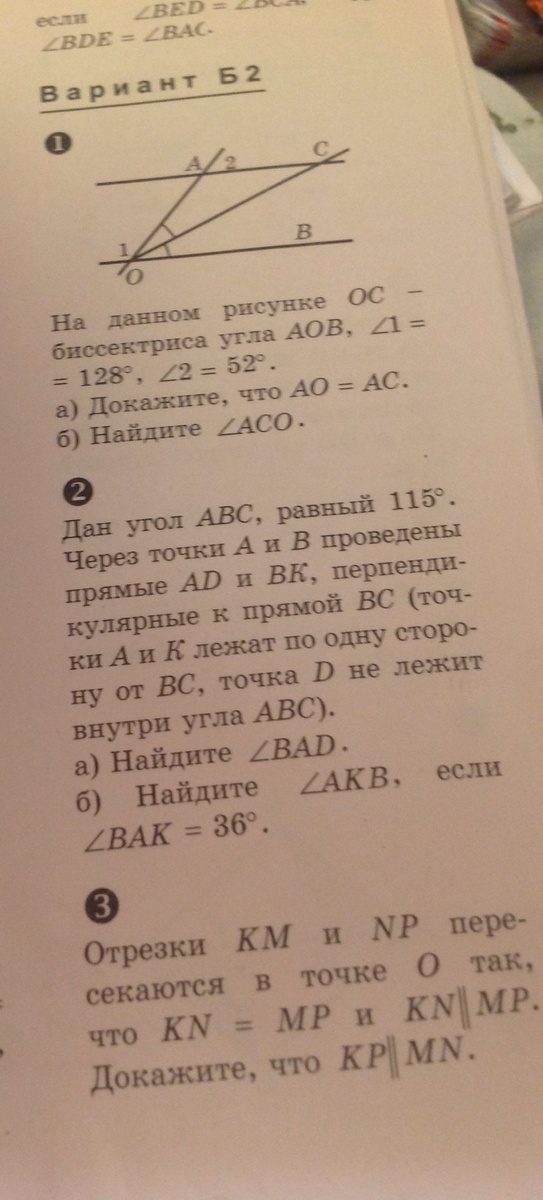 если ∠BED = ∠BCA,
∠BDE = ∠BAC.
Вариант Б2
1
A 2 C
1 B
O
На данном рисунке OC –
биссектриса угла AOB, ∠1 =
= 128°, ∠2 = 52°.
а) Докажите, что AO = AC.
б) Найдите ∠ACO.
2
Дан угол ABC, равный 115°.
Через точки A и B проведены
прямые AD и BK, перпенди-
кулярные к прямой BC (точ-
ки A и K лежат по одну сторо-
ну от BC, точка D не лежит
внутри угла ABC).
а) Найдите ∠BAD.
б) Найдите ∠AKB, если
∠BAK = 36°.
3
Отрезки KM и NP пере-
секаются в точке O так,
что KN = MP и KN∥MP.
Докажите, что KP∥MN.